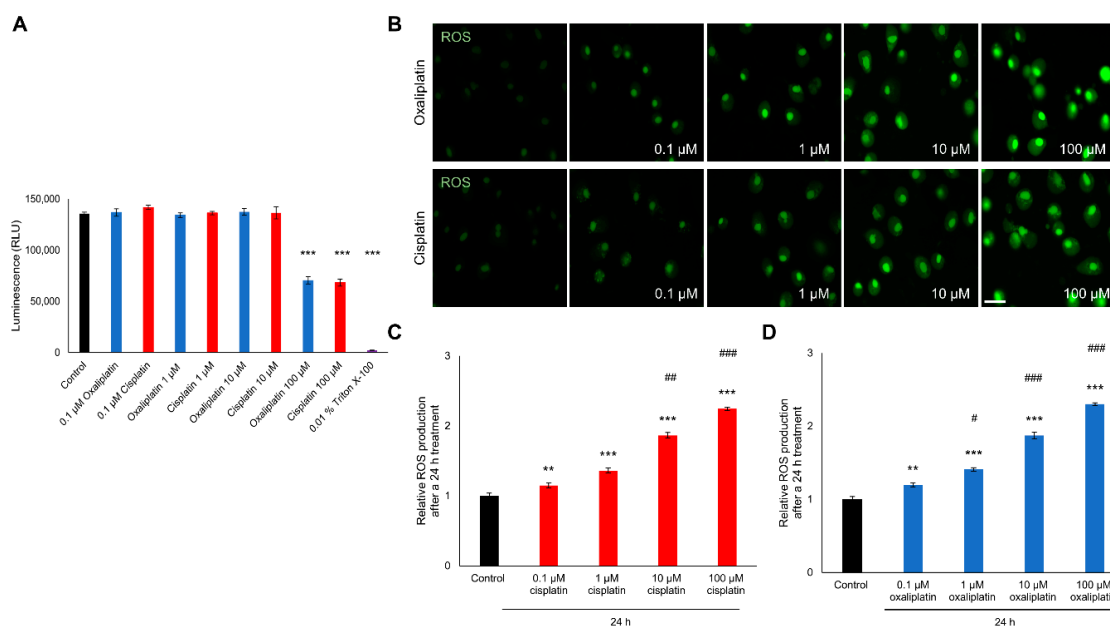 A
150,000
100,000
50,000
0
Luminescence (RLU)
***
***
***
Control
0.1 µM Oxaliplatin
0.1 µM Cisplatin
Oxaliplatin 1 µM
Cisplatin 1 µM
Oxaliplatin 10 µM
Cisplatin 10 µM
Oxaliplatin 100 µM
Cisplatin 100 µM
0.01 % Triton X-100
B
Oxaliplatin
ROS
0.1 µM
1 µM
10 µM
100 µM
Cisplatin
ROS
0.1 µM
1 µM
10 µM
100 µM
C
Relative ROS production
after a 24 h treatment
3
2
1
0
**
***
##
***
###
***
Control
0.1 µM
cisplatin
1 µM
cisplatin
10 µM
cisplatin
100 µM
cisplatin
24 h
D
Relative ROS production
after a 24 h treatment
3
2
1
0
**
#
***
###
***
###
***
Control
0.1 µM
oxaliplatin
1 µM
oxaliplatin
10 µM
oxaliplatin
100 µM
oxaliplatin
24 h